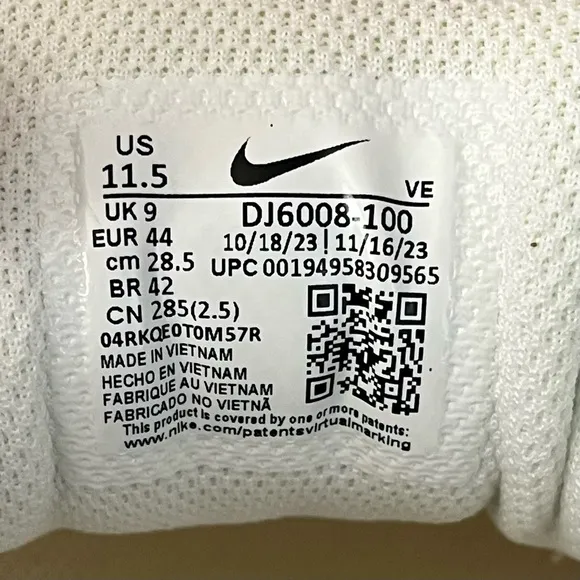 US
11.5
VE
UK 9
DJ6008-100
EUR 44
10/18/23 | 11/16/23
cm 28.5
UPC 00194958309565
BR 42
CN 285(2.5)
04RKQE0T0M57R
MADE IN VIETNAM
HECHO EN VIETNAM
FABRIQUE AU VIETNAM
FABRICADO NO VIETNÃ
This product is covered by one or more patents:
www.nike.com/patentsvirtualmarking